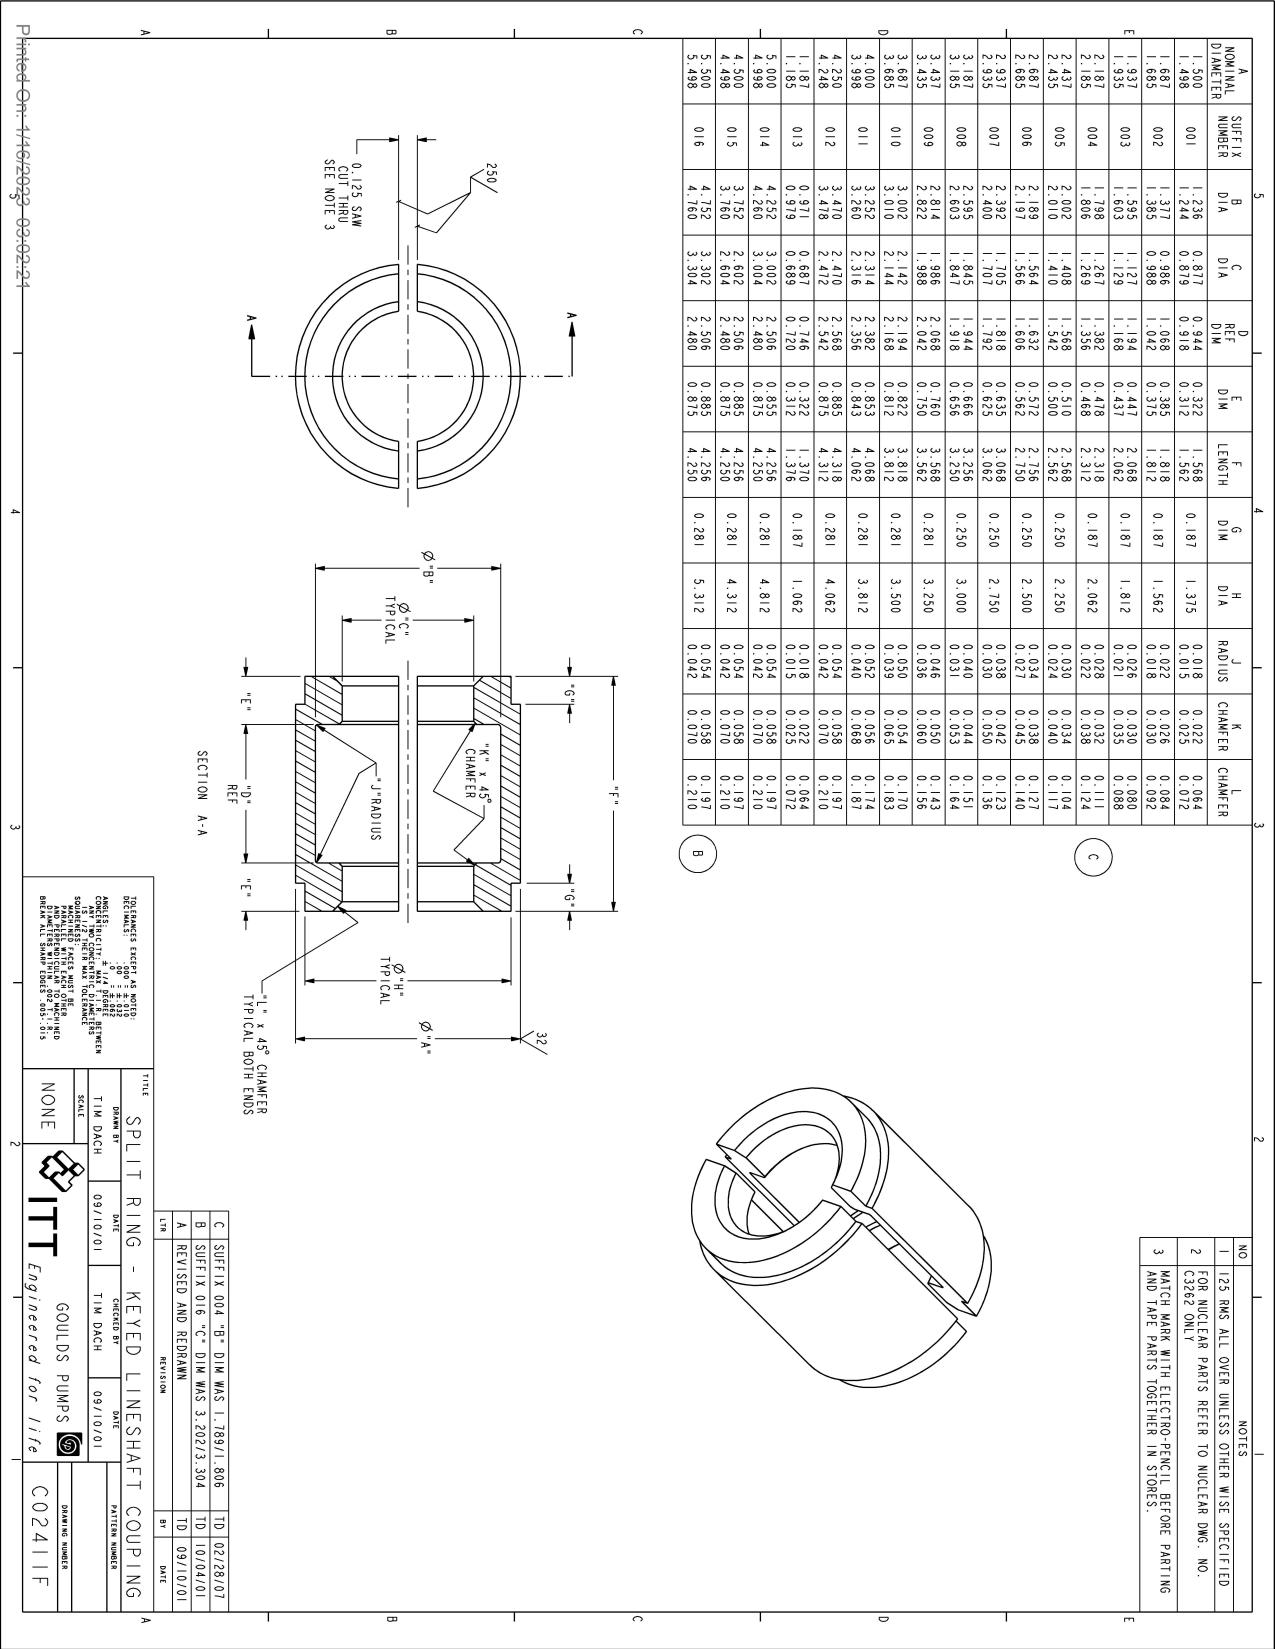 A
NOMINAL
DIAMETER
SUFFIX
NUMBER
B
DIA
C
DIA
D
REF
DIM
E
DIM
F
LENGTH
G
DIM
H
DIA
J
RADIUS
K
CHAMFER
L
CHAMFER
1.500 1.236 0.877 0.944 0.322 1.568 0.018 0.022 0.064
001 0.187 1.375
1.498 1.244 0.879 0.918 0.312 1.562 0.015 0.025 0.072
1.687 1.377 0.986 1.068 0.385 1.818 0.022 0.026 0.084
002 0.187 1.562
1.685 1.385 0.988 1.042 0.375 1.812 0.018 0.030 0.092
1.937 1.595 1.127 1.194 0.447 2.068 0.026 0.030 0.080
003 0.187 1.812
1.935 1.603 1.129 1.168 0.437 2.062 0.021 0.035 0.088
2.187 1.798 1.267 1.382 0.478 2.318 0.028 0.032 0.111
004 0.187 2.062
2.185 1.806 1.269 1.356 0.468 2.312 0.022 0.038 0.124
2.437 2.002 1.408 1.568 0.510 2.568 0.030 0.034 0.104
005 0.250 2.250
2.435 2.010 1.410 1.542 0.500 2.562 0.024 0.040 0.117
2.687 2.189 1.564 1.632 0.572 2.756 0.034 0.038 0.127
006 0.250 2.500
2.685 2.197 1.566 1.606 0.562 2.750 0.027 0.045 0.140
2.937 2.392 1.705 1.818 0.635 3.068 0.038 0.042 0.123
007 0.250 2.750
2.935 2.400 1.707 1.792 0.625 3.062 0.030 0.050 0.136
3.187 2.595 1.845 1.944 0.666 3.256 0.040 0.044 0.151
008 0.250 3.000
3.185 2.603 1.847 1.918 0.656 3.250 0.031 0.053 0.164
3.437 2.814 1.986 2.068 0.760 3.568 0.046 0.050 0.143
009 0.281 3.250
3.435 2.822 1.988 2.042 0.750 3.562 0.036 0.060 0.156
3.687 3.002 2.142 2.194 0.822 3.818 0.050 0.054 0.170
010 0.281 3.500
3.685 3.010 2.144 2.168 0.812 3.812 0.039 0.065 0.183
4.000 3.252 2.314 2.382 0.853 4.068 0.052 0.056 0.174
011 0.281 3.812
3.998 3.260 2.316 2.356 0.843 4.062 0.042 0.068 0.187
4.250 3.470 2.470 2.568 0.885 4.318 0.054 0.058 0.197
012 0.281 4.062
4.248 3.478 2.472 2.542 0.875 4.312 0.042 0.070 0.210
1.187 0.971 0.687 0.746 0.322 1.370 0.018 0.022 0.064
013 0.187 1.062
1.185 0.979 0.689 0.720 0.312 1.376 0.015 0.025 0.072
5.000 4.252 3.002 2.506 0.855 4.256 0.054 0.058 0.197
014 0.281 4.812
4.998 4.260 3.004 2.480 0.875 4.250 0.042 0.070 0.210
4.500 3.752 2.602 2.506 0.885 4.256 0.054 0.058 0.197
015 0.281 4.312
4.498 3.760 2.604 2.480 0.875 4.250 0.042 0.070 0.210
5.500 4.752 3.302 2.506 0.885 4.256 0.054 0.058 0.197
016 0.281 5.312
5.498 4.760 3.304 2.480 0.875 4.250 0.042 0.070 0.210
C
B
NO NOTES
1 125 RMS ALL OVER UNLESS OTHER WISE SPECIFIED
2 FOR NUCLEAR PARTS REFER TO NUCLEAR DWG. NO.
C3262 ONLY
3 MATCH MARK WITH ELECTRO-PENCIL BEFORE PARTING
AND TAPE PARTS TOGETHER IN STORES.
5 4 3 2
E D C B A
E D C B A
5 4 3 2
250
0.125 SAW
CUT THRU
SEE NOTE 3
A
A
"F"
"G"
"G"
Ø"B"
Ø"C"
TYPICAL
"K" x 45°
CHAMFER
"J"RADIUS
Ø"H"
TYPICAL
Ø"A"
32
"E"
"D"
REF
"E"
"L" x 45° CHAMFER
TYPICAL BOTH ENDS
SECTION A-A
C SUFFIX 004 "B" DIM WAS 1.789/1.806 TD 02/28/07
B SUFFIX 016 "C" DIM WAS 3.202/3.304 TD 10/04/01
A REVISED AND REDRAWN TD 09/10/01
LTR REVISION BY DATE
TOLERANCES EXCEPT AS NOTED:
DECIMALS: .000 = ±.010
.00 = ±.032
.0 = ±.062
ANGLES: ± 1/4 DEGREE
CONCENTRICITY: MAX T.I.R. BETWEEN
ANY TWO CONCENTRIC DIAMETERS
IS 1/2 THEIR MAX TOLERANCE
SQUARENESS:
MACHINED FACES MUST BE
PARALLEL WITH EACH OTHER
AND PERPENDICULAR TO MACHINED
DIAMETERS WITHIN .002 T.I.R.
BREAK ALL SHARP EDGES .005-.015
TITLE
SPLIT RING - KEYED LINESHAFT COUPING
DRAWN BY DATE CHECKED BY DATE PATTERN NUMBER
TIM DACH 09/10/01 TIM DACH 09/10/01
SCALE
NONE
GOULDS PUMPS
ITT Engineered for life
DRAWING NUMBER
C02411F
Printed On: 1/16/2023 03:02:21